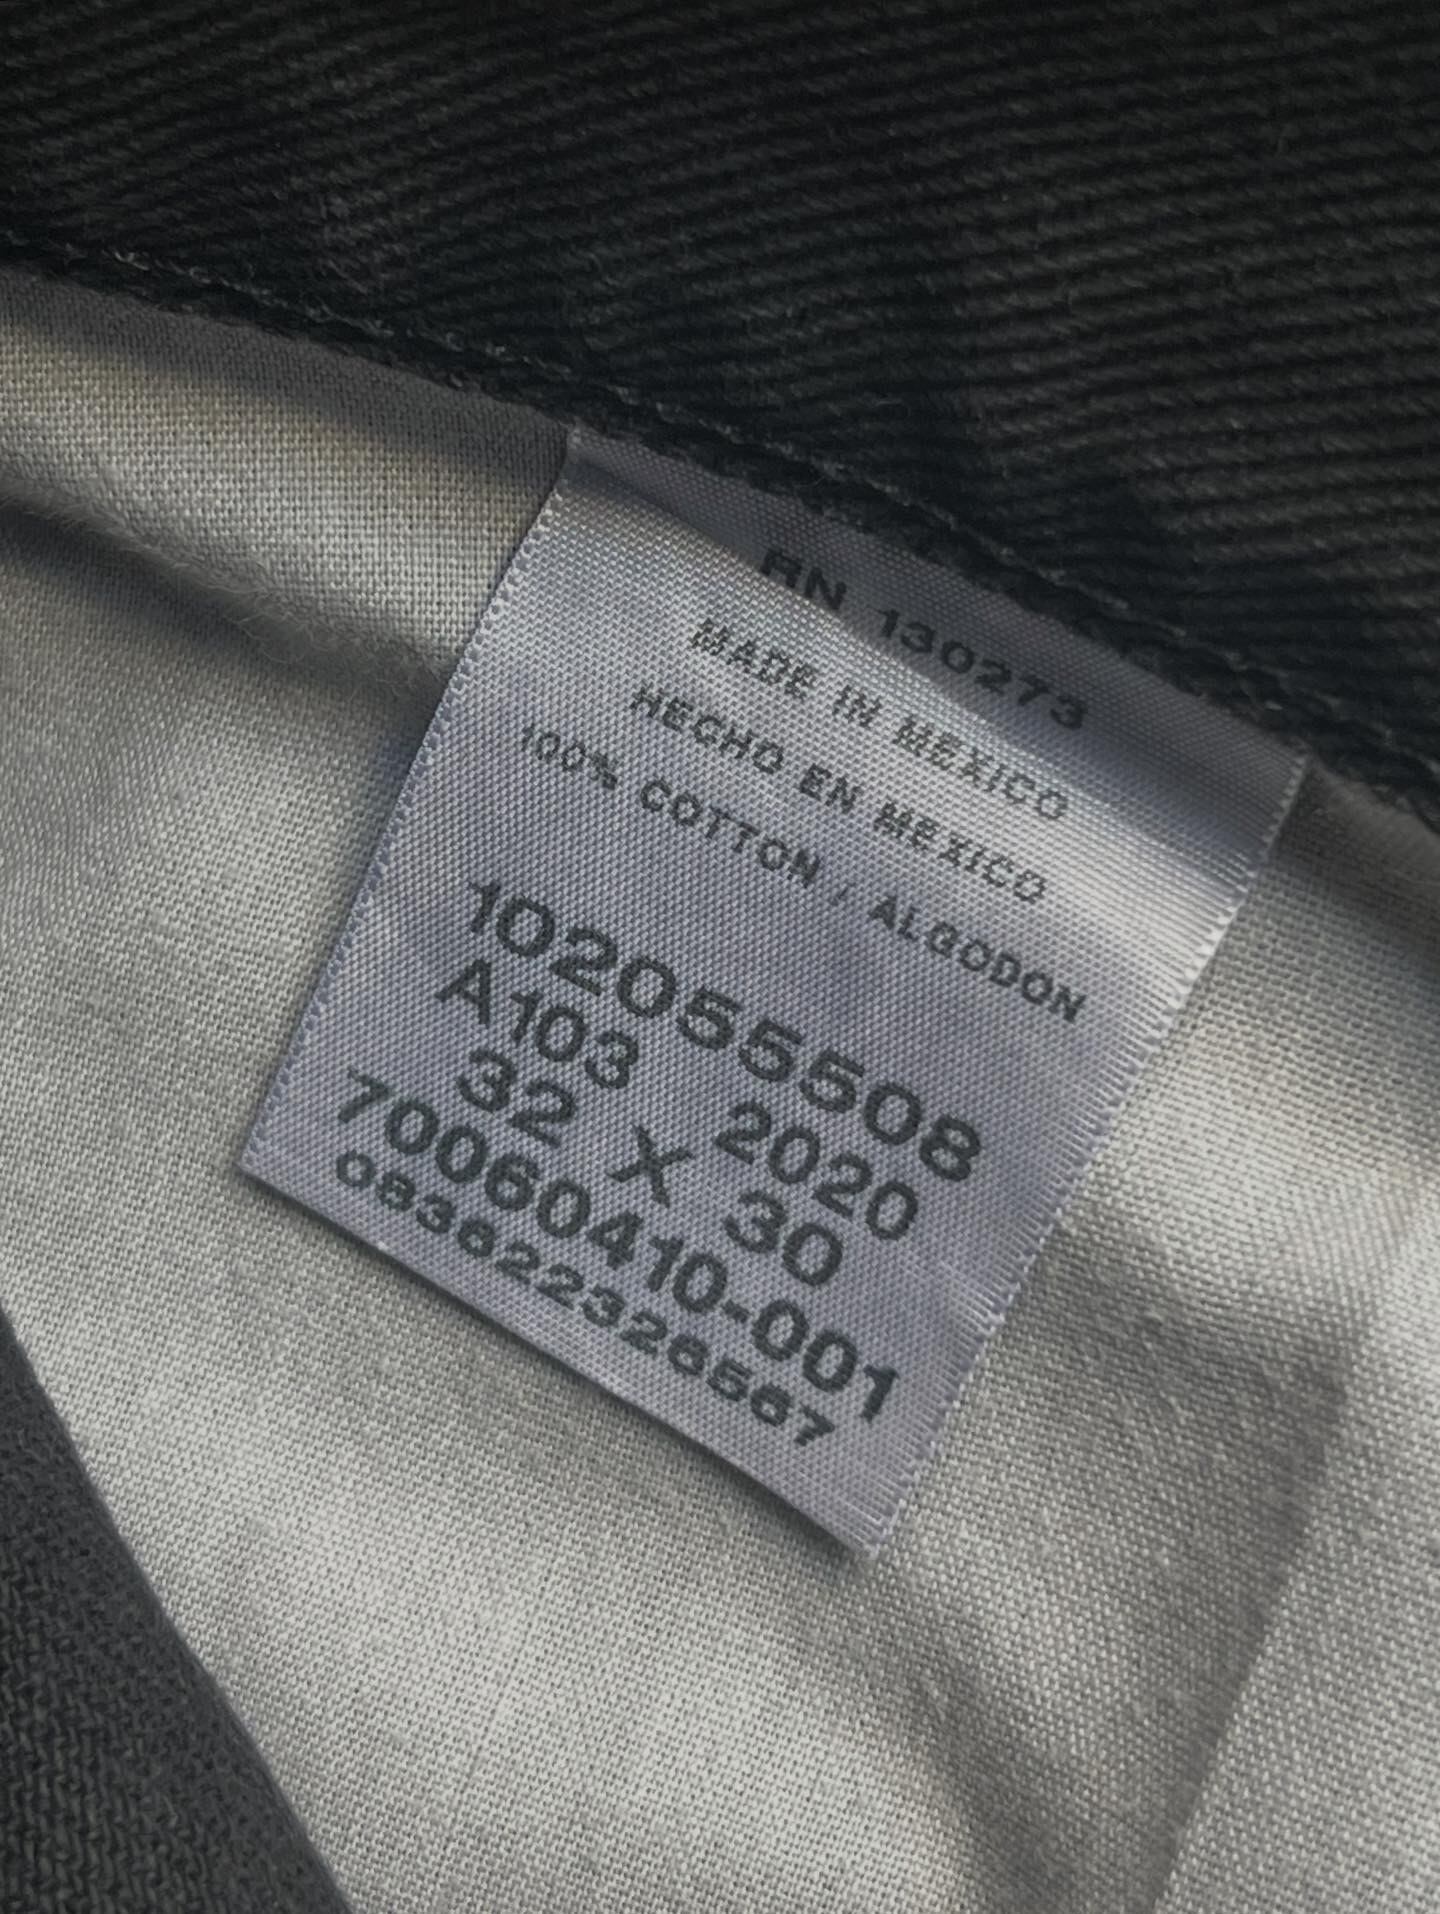 RN 130273
MADE IN MEXICO
HECHO EN MEXICO
100% COTTON / ALGODON
102055508
A103 2020
32 X 30
70060410-001
083622326567